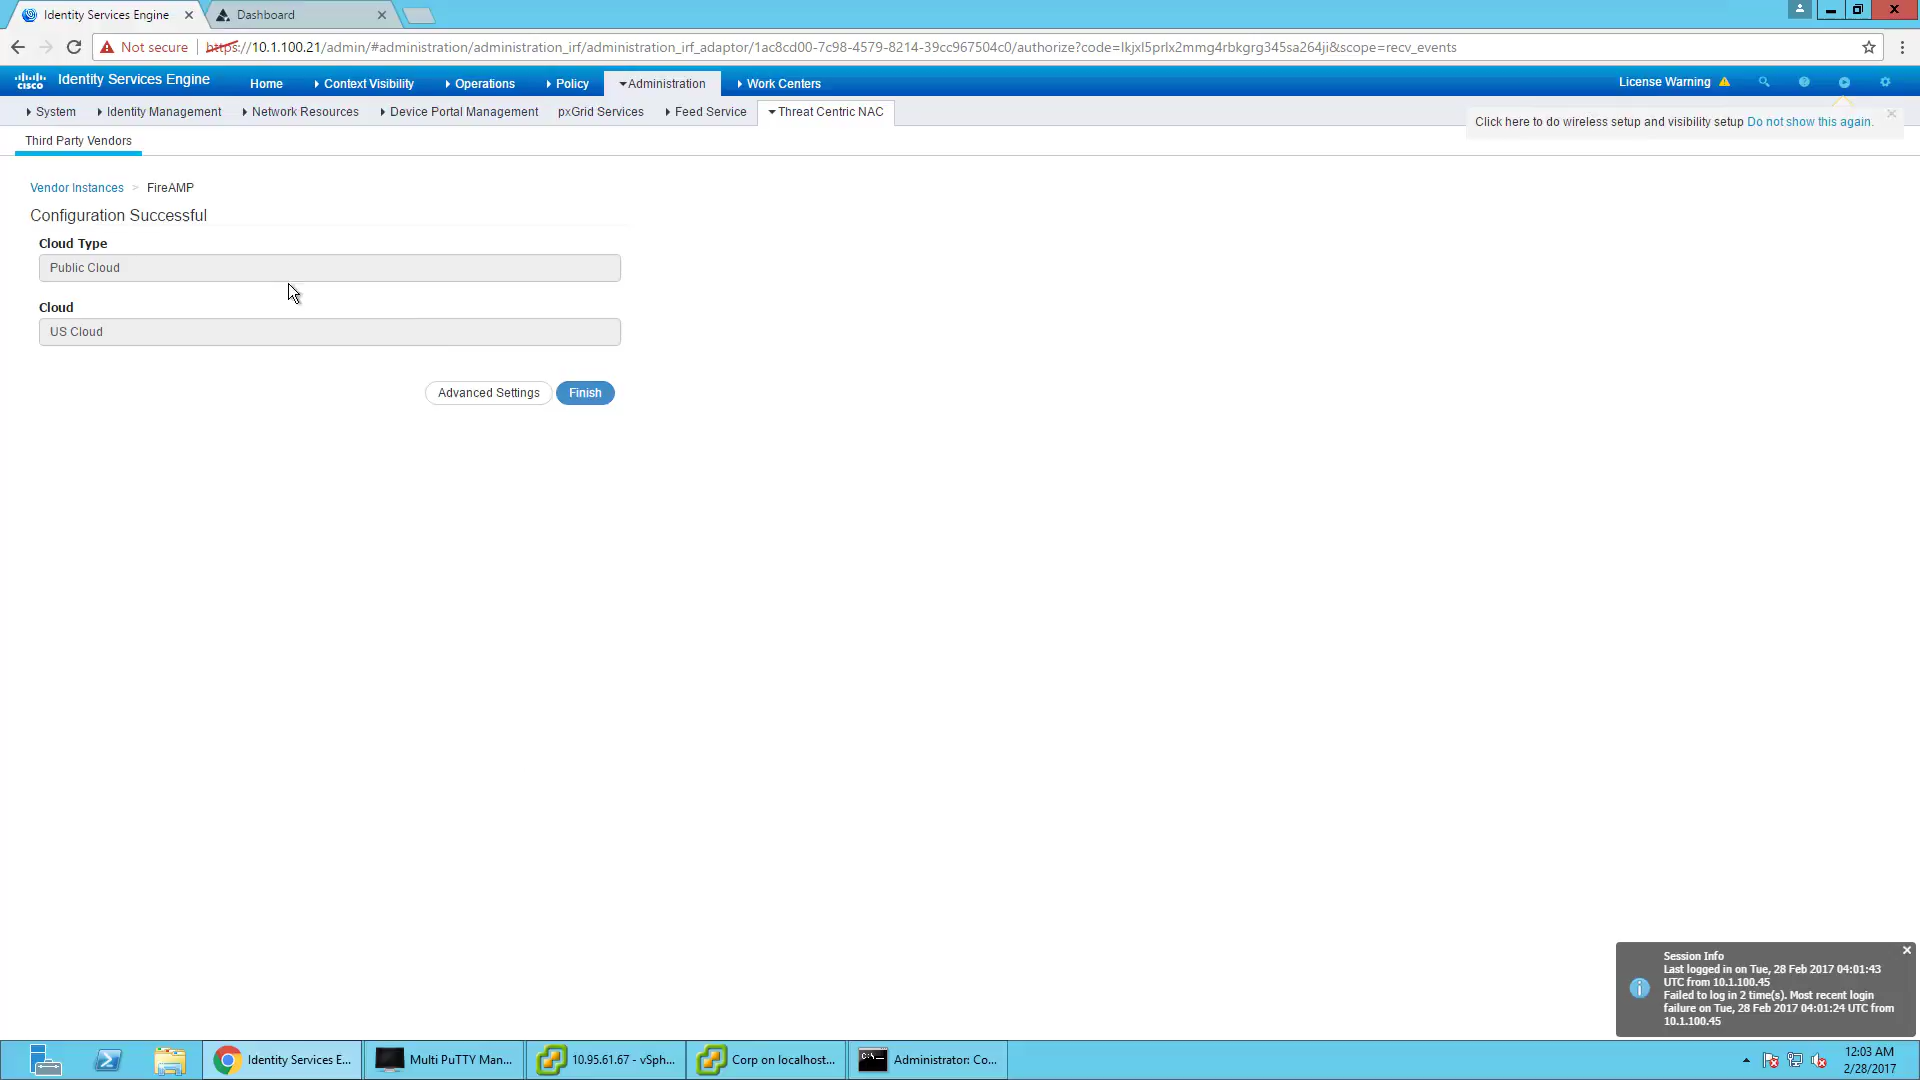 Identity Services Engine
Dashboard
Not secure
https://10.1.100.21/admin/#administration/administration_irf/administration_irf_adaptor/1ac8cd00-7c98-4579-8214-39cc967504c0/authorize?code=lkjxl5prlx2mmg4rbkgrg345sa264ji&scope=recv_events
CISCO
Identity Services Engine
Home
Context Visibility
Operations
Policy
Administration
Work Centers
License Warning
System
Identity Management
Network Resources
Device Portal Management
pxGrid Services
Feed Service
Threat Centric NAC
Click here to do wireless setup and visibility setup Do not show this again.
Third Party Vendors
Vendor Instances > FireAMP
Configuration Successful
Cloud Type
Public Cloud
Cloud
US Cloud
Advanced Settings
Finish
Session Info
Last logged in on Tue, 28 Feb 2017 04:01:43
UTC from 10.1.100.45
Failed to log in 2 time(s). Most recent login
failure on Tue, 28 Feb 2017 04:01:24 UTC from
10.1.100.45
Identity Services E...
Multi PuTTY Man...
10.95.61.67 - vSph...
C:\.
Corp on localhost...
Administrator: Co...
12:03 AM
2/28/2017